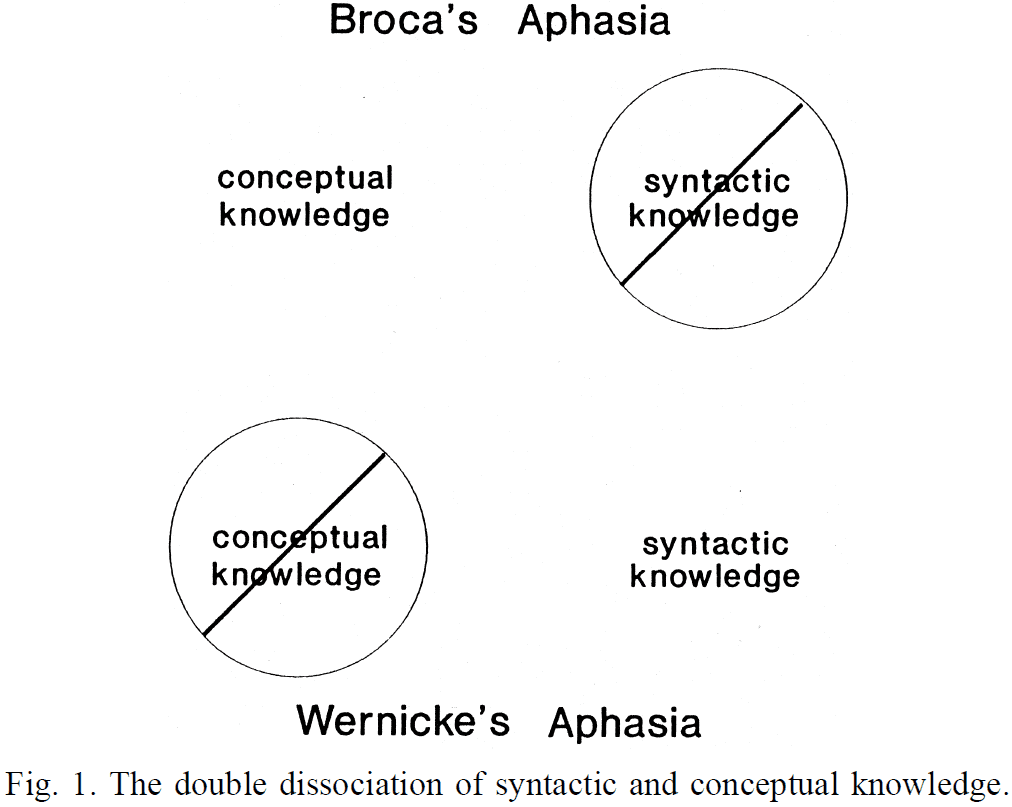 Broca's Aphasia
conceptual
knowledge
syntactic
knowledge
conceptual
knowledge
syntactic
knowledge
Wernicke's Aphasia
Fig. 1. The double dissociation of syntactic and conceptual knowledge.